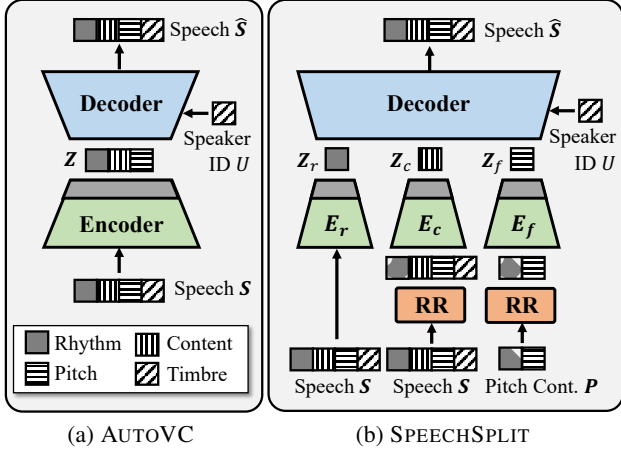 Speech Ŝ
Decoder
Speaker
ID U
Z
Encoder
Speech S
Rhythm
Content
Pitch
Timbre
(a) AUTOVC
Speech Ŝ
Decoder
Speaker
ID U
Z_r
Z_c
Z_f
E_r
E_c
E_f
RR
RR
Speech S
Speech S
Pitch Cont. P
(b) SPEECHSPLIT